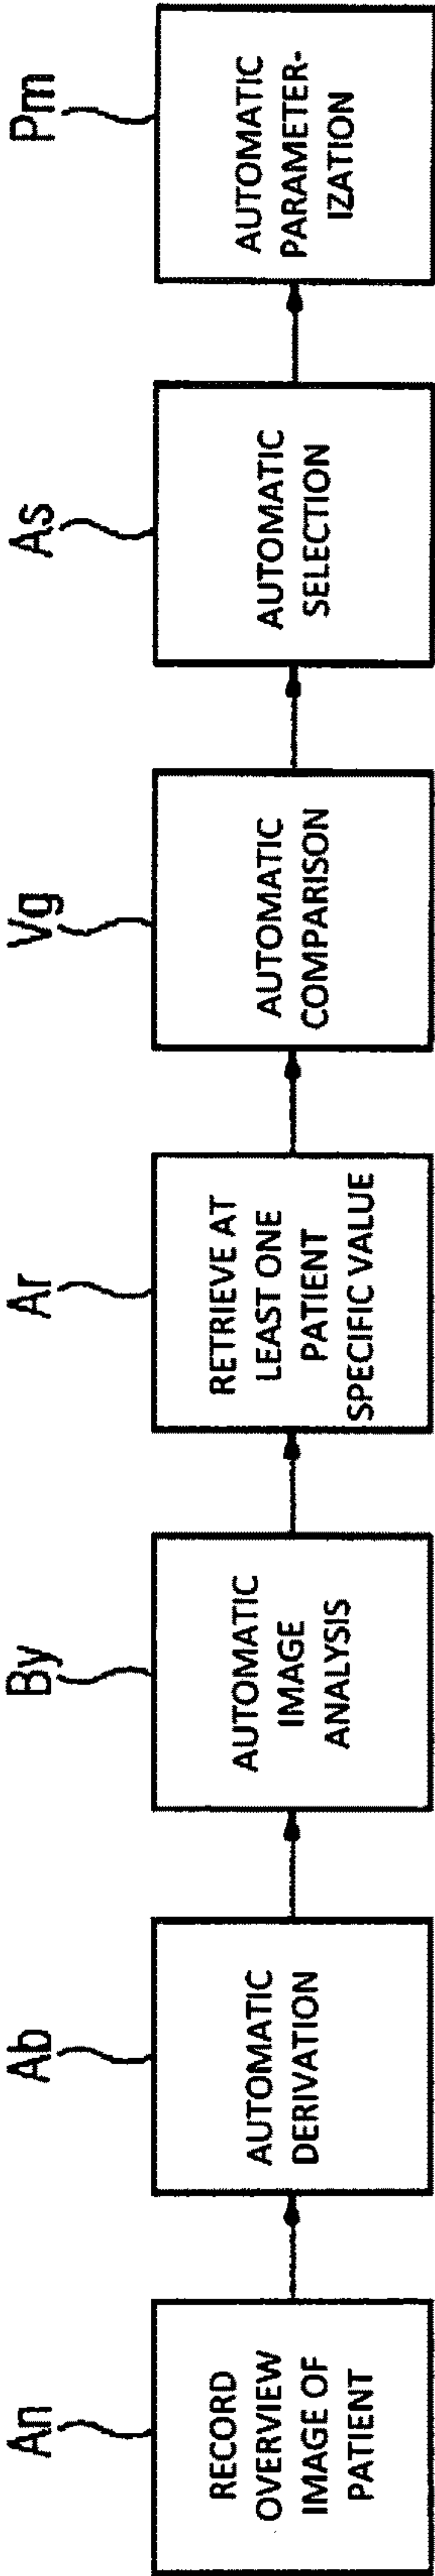 An
RECORD
OVERVIEW
IMAGE OF
PATIENT
Ab
AUTOMATIC
DERIVATION
By
AUTOMATIC
IMAGE
ANALYSIS
Ar
RETRIEVE AT
LEAST ONE
PATIENT
SPECIFIC VALUE
Vg
AUTOMATIC
COMPARISON
As
AUTOMATIC
SELECTION
Pm
AUTOMATIC
PARAMETER-
IZATION